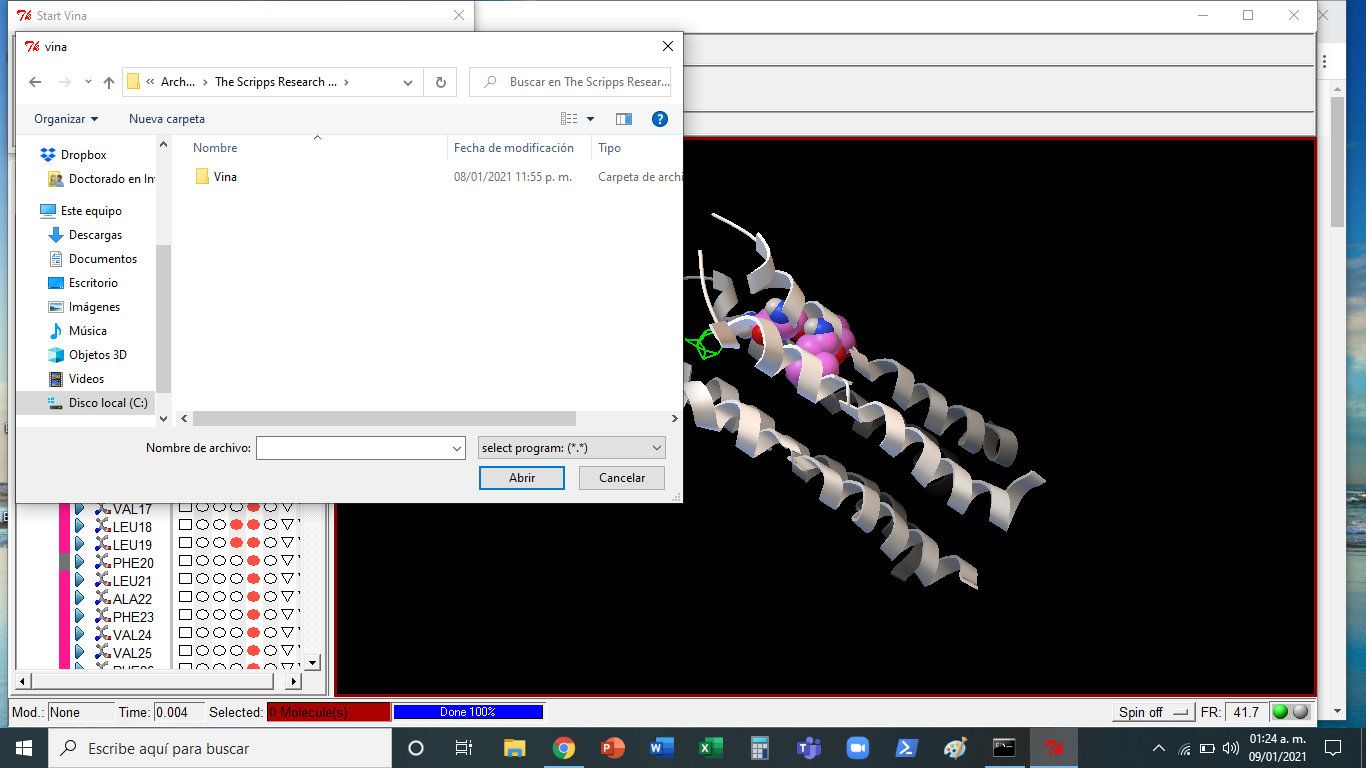 Start Vina
vina
« Arch... > The Scripps Research ... >
Buscar en The Scripps Resear...
Organizar
Nueva carpeta
Nombre
Fecha de modificación
Tipo
Dropbox
Doctorado en In
Este equipo
Descargas
Documentos
Escritorio
Imágenes
Música
Objetos 3D
Videos
Disco local (C:)
Vina
08/01/2021 11:55 p. m.
Carpeta de archi
Nombre de archivo:
select program: (*.*)
Abrir
Cancelar
VAL17
LEU18
LEU19
PHE20
LEU21
ALA22
PHE23
VAL24
VAL25
Mod.: None Time: 0.004 Selected: 0 Molecule(s) Done 100% Spin off FR: 41.7
Escribe aquí para buscar
01:24 a. m.
09/01/2021